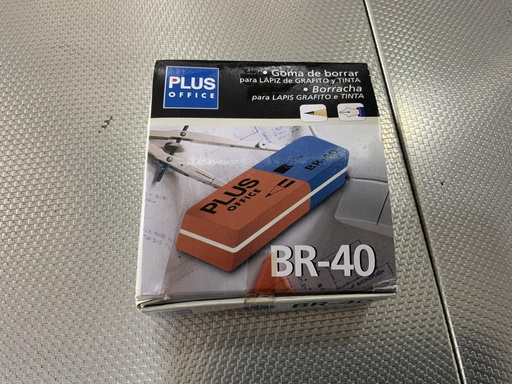 PLUS
OFFICE
• Goma de borrar
para LÁPIZ de GRAFITO y TINTA
• Borracha
para LAPIS GRAFITO e TINTA
BR-40
PLUS
OFFICE
BR-40